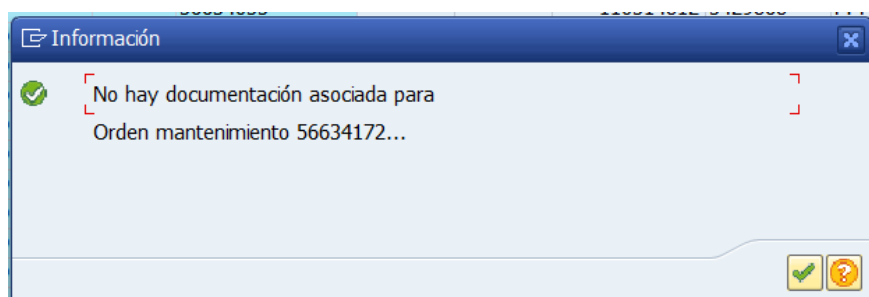 Información
No hay documentación asociada para
Orden mantenimiento 56634172...